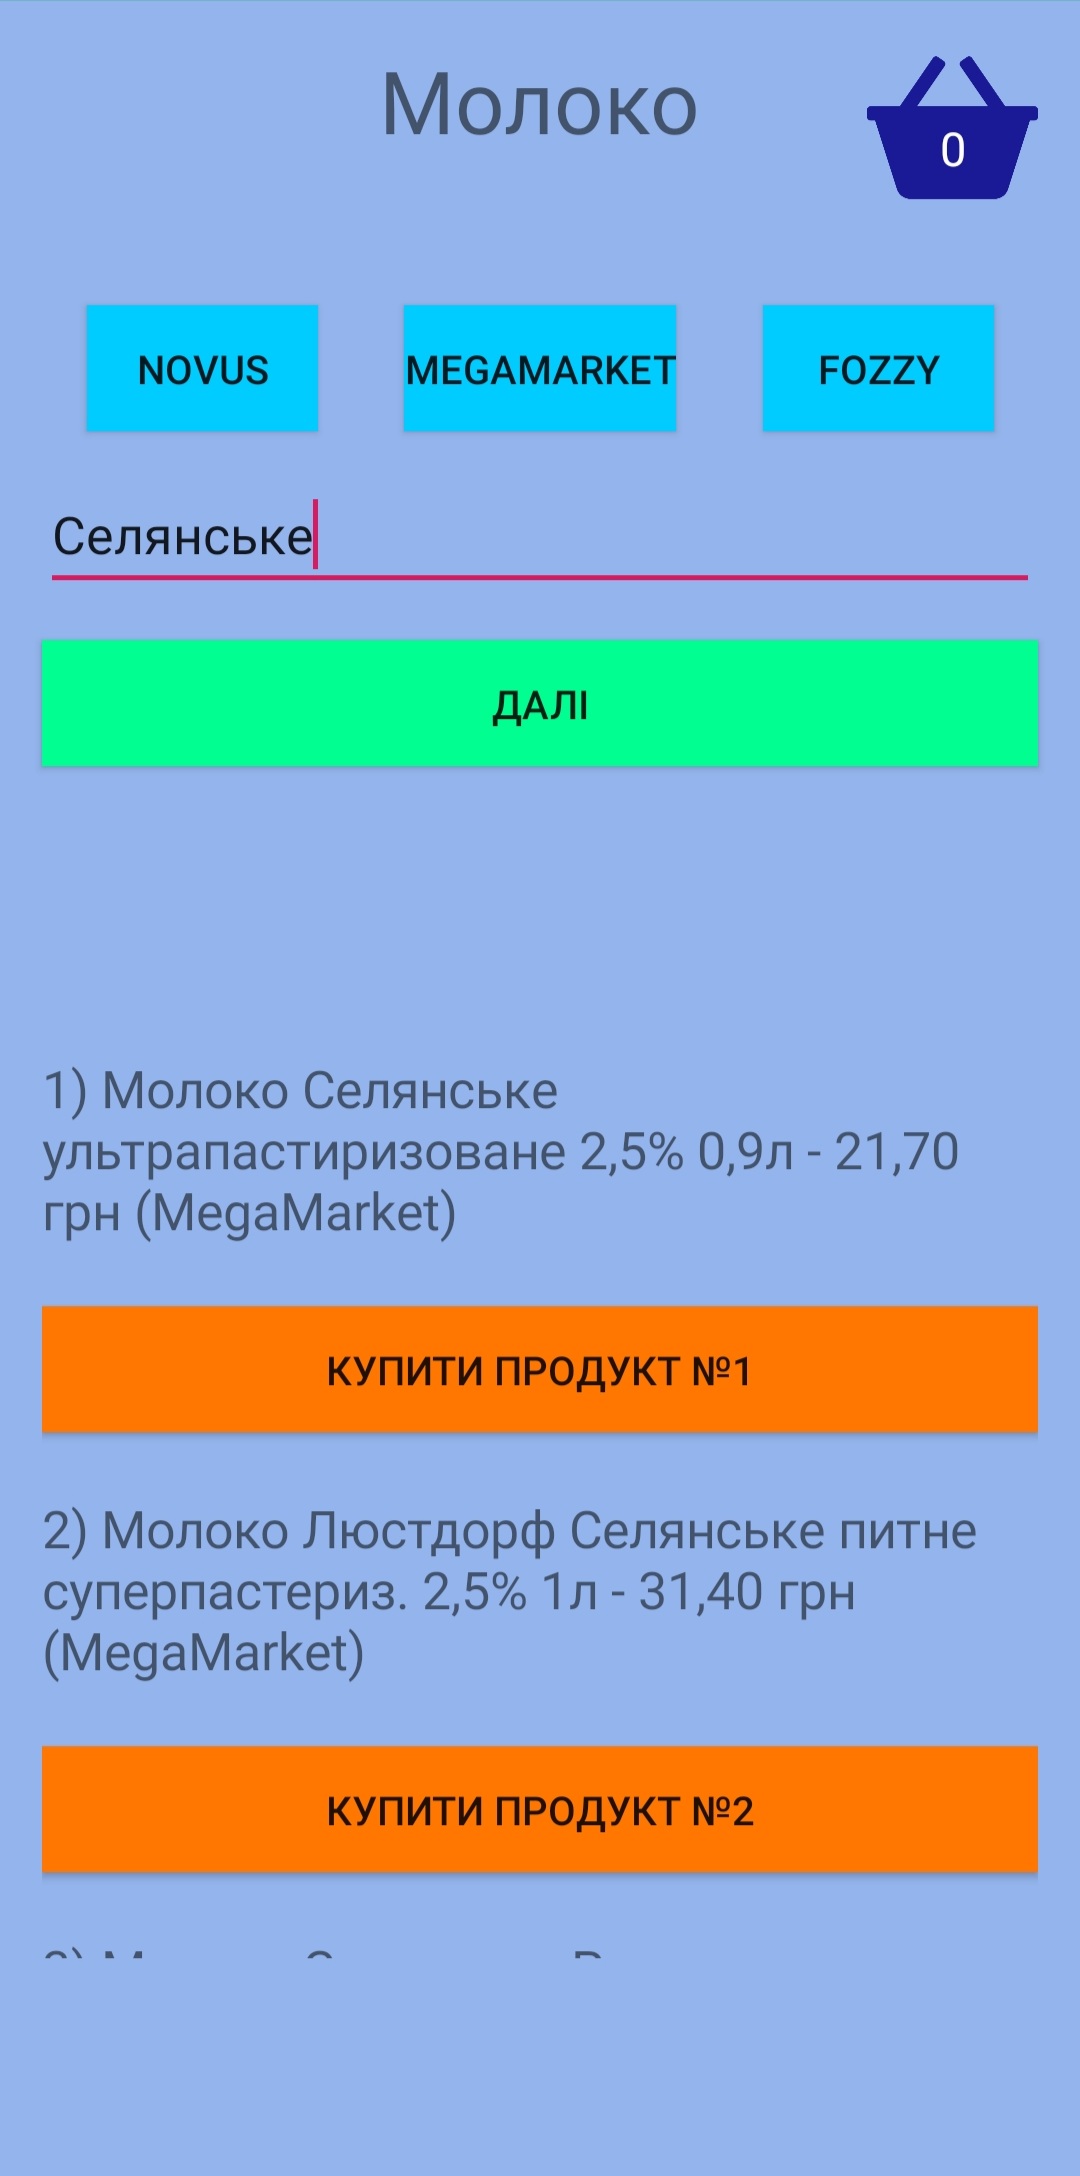 Молоко
0
NOVUS
MEGAMARKET
FOZZY
Селянське
ДАЛІ
1) Молоко Селянське
ультрапастиризоване 2,5% 0,9л - 21,70
грн (MegaMarket)
КУПИТИ ПРОДУКТ №1
2) Молоко Люстдорф Селянське питне
суперпастериз. 2,5% 1л - 31,40 грн
(MegaMarket)
КУПИТИ ПРОДУКТ №2